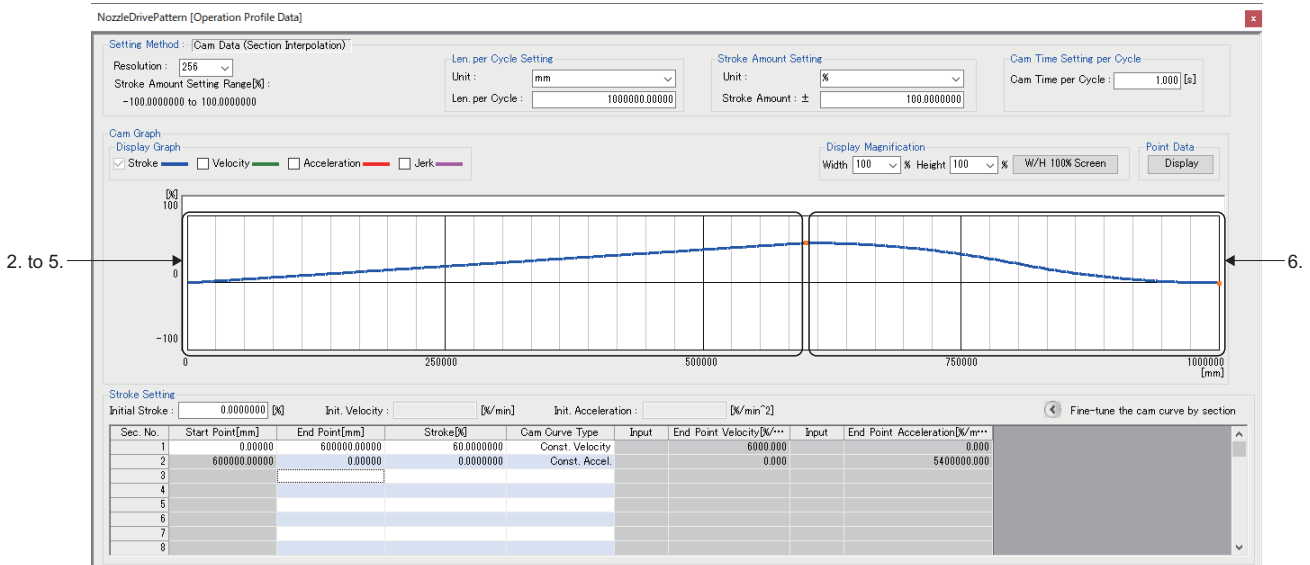 NozzleDrivePattern [Operation Profile Data]
x
Setting Method : Cam Data (Section Interpolation)
Resolution : 256
Stroke Amount Setting Range[%] :
-100.0000000 to 100.0000000
Len. per Cycle Setting
Unit : mm
Len. per Cycle : 1000000.00000
Stroke Amount Setting
Unit : %
Stroke Amount : ± 100.0000000
Cam Time Setting per Cycle
Cam Time per Cycle : 1.000 [s]
Cam Graph
Display Graph
Stroke Velocity Acceleration Jerk
Display Magnification
Width 100 % Height 100 % W/H 100% Screen
Point Data
Display
[%]
100
0
-100
2. to 5.
6.
0 250000 500000 750000 1000000
[mm]
Stroke Setting
Initial Stroke : 0.0000000 [%] Init. Velocity : [%/min] Init. Acceleration : [%/min^2] Fine-tune the cam curve by section
Sec. No. Start Point[mm] End Point[mm] Stroke[%] Cam Curve Type Input End Point Velocity[%/··· Input End Point Acceleration[%/m···
1 0.00000 600000.00000 60.0000000 Const. Velocity 6000.000 0.000
2 600000.00000 0.00000 0.0000000 Const. Accel. 0.000 5400000.000
3
4
5
6
7
8